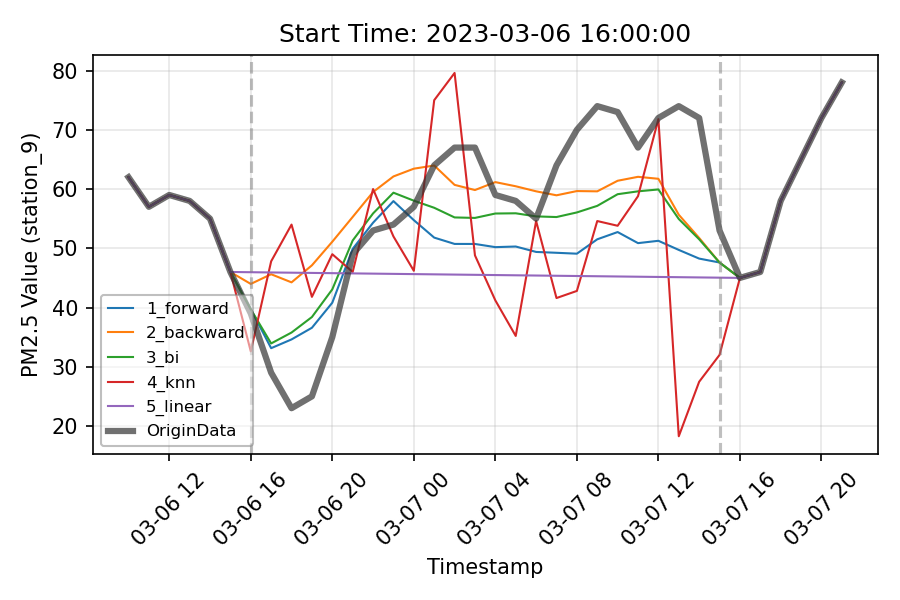 Start Time: 2023-03-06 16:00:00
PM2.5 Value (station_9)
80
70
60
50
40
30
20
1_forward
2_backward
3_bi
4_knn
5_linear
OriginData
03-06 12
03-06 16
03-06 20
03-07 00
03-07 04
03-07 08
03-07 12
03-07 16
03-07 20
Timestamp